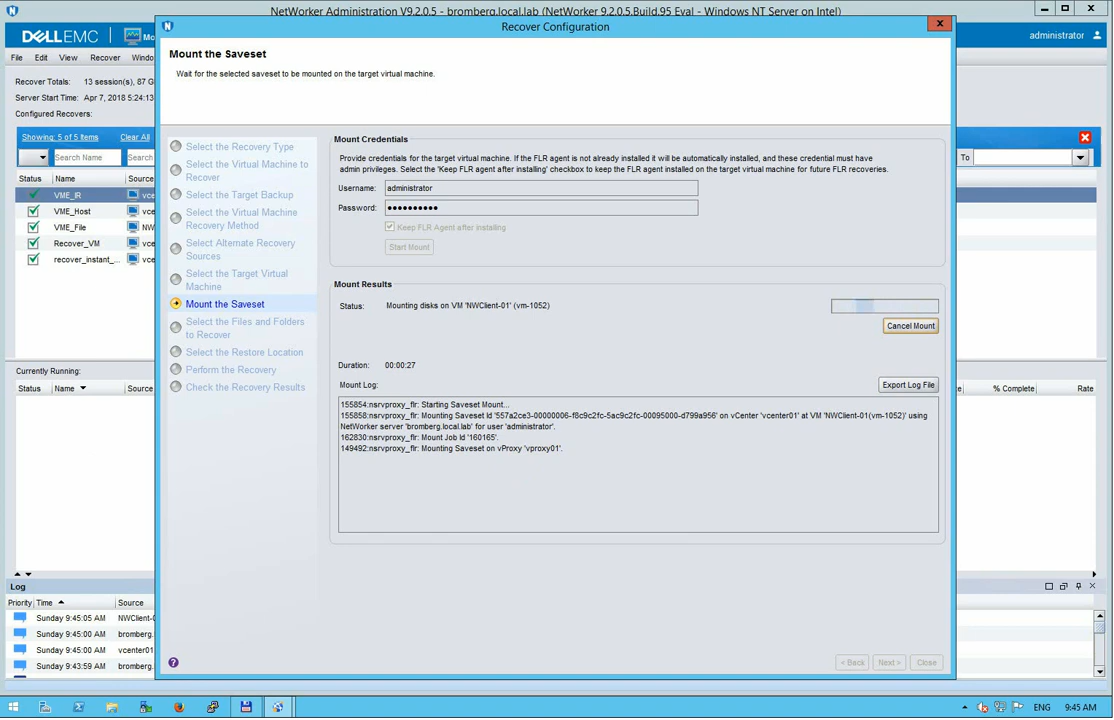 NetWorker Administration V9.2.0.5 - bromberg.local.lab (NetWorker 9.2.0.5.Build.95 Eval - Windows NT Server on Intel)
DELLEMC
Mo
administrator
File Edit View Recover Windo
Recover Totals: 13 session(s), 87 G
Server Start Time: Apr 7, 2018 5:24:13
Configured Recovers:
Showing: 5 of 5 Items Clear All
Search Name Search
To
Status Name Source
VME_IR vce
VME_Host vce
VME_File NW
Recover_VM vce
recover_instant_... vce
Currently Running:
Status Name Source
% Complete Rate
Log
Priority Time Source
Sunday 9:45:05 AM NWClient-0
Sunday 9:45:00 AM bromberg.
Sunday 9:45:00 AM vcenter01
Sunday 9:43:59 AM bromberg.
Recover Configuration
Mount the Saveset
Wait for the selected saveset to be mounted on the target virtual machine.
Select the Recovery Type
Select the Virtual Machine to
Recover
Select the Target Backup
Select the Virtual Machine
Recovery Method
Select Alternate Recovery
Sources
Select the Target Virtual
Machine
Mount the Saveset
Select the Files and Folders
to Recover
Select the Restore Location
Perform the Recovery
Check the Recovery Results
Mount Credentials
Provide credentials for the target virtual machine. If the FLR agent is not already installed it will be automatically installed, and these credential must have
admin privileges. Select the 'Keep FLR agent after installing' checkbox to keep the FLR agent installed on the target virtual machine for future FLR recoveries.
Username: administrator
Password: ●●●●●●●●●●
Keep FLR Agent after installing
Start Mount
Mount Results
Status: Mounting disks on VM 'NWClient-01' (vm-1052)
Cancel Mount
Duration: 00:00:27
Mount Log:
Export Log File
155854:nsrvproxy_flr: Starting Saveset Mount...
155858:nsrvproxy_flr: Mounting Saveset Id '557a2ce3-00000006-f8c9c2fc-5ac9c2fc-00095000-d799a956' on vCenter 'vcenter01' at VM 'NWClient-01(vm-1052)' using
NetWorker server 'bromberg.local.lab' for user 'administrator'.
162830:nsrvproxy_flr: Mount Job Id '160165'.
149492:nsrvproxy_flr: Mounting Saveset on vProxy 'vproxy01'.
< Back Next > Close
ENG 9:45 AM